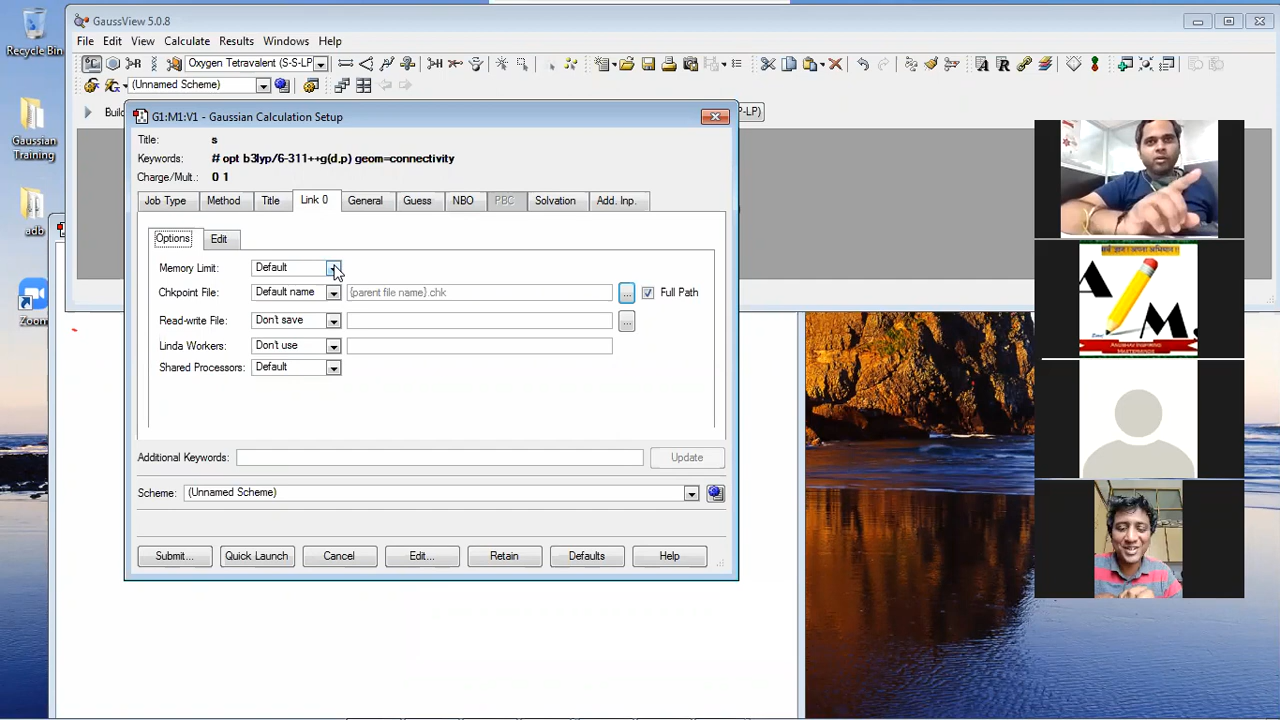 Recycle Bin
Gaussian
Training
adb
Zoom
GaussView 5.0.8
File Edit View Calculate Results Windows Help
Oxygen Tetravalent (S-S-LP
(Unnamed Scheme)
G1:M1:V1 - Gaussian Calculation Setup
Title: s
Keywords: # opt b3lyp/6-311++g(d,p) geom=connectivity
Charge/Mult.: 0 1
Job Type Method Title Link 0 General Guess NBO PBC Solvation Add. Inp.
Options Edit
Memory Limit: Default
Chkpoint File: Default name {parent file name}.chk ... Full Path
Read-write File: Don't save ...
Linda Workers: Don't use
Shared Processors: Default
Additional Keywords: Update
Scheme: (Unnamed Scheme)
Submit... Quick Launch Cancel Edit... Retain Defaults Help
A
M